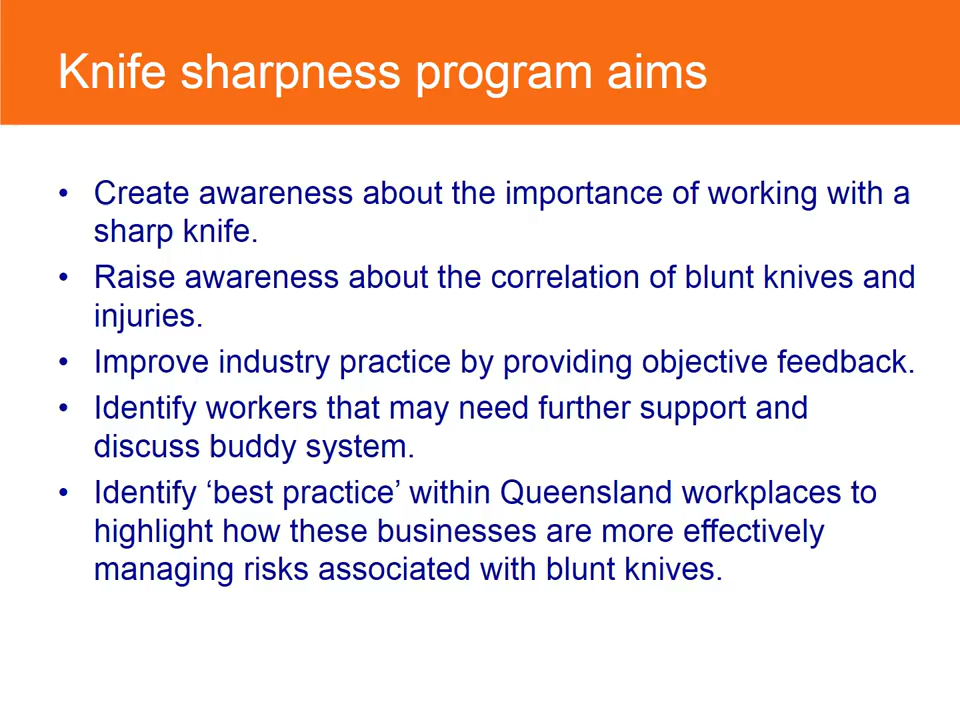 Knife sharpness program aims
• Create awareness about the importance of working with a
sharp knife.
• Raise awareness about the correlation of blunt knives and
injuries.
• Improve industry practice by providing objective feedback.
• Identify workers that may need further support and
discuss buddy system.
• Identify ‘best practice’ within Queensland workplaces to
highlight how these businesses are more effectively
managing risks associated with blunt knives.